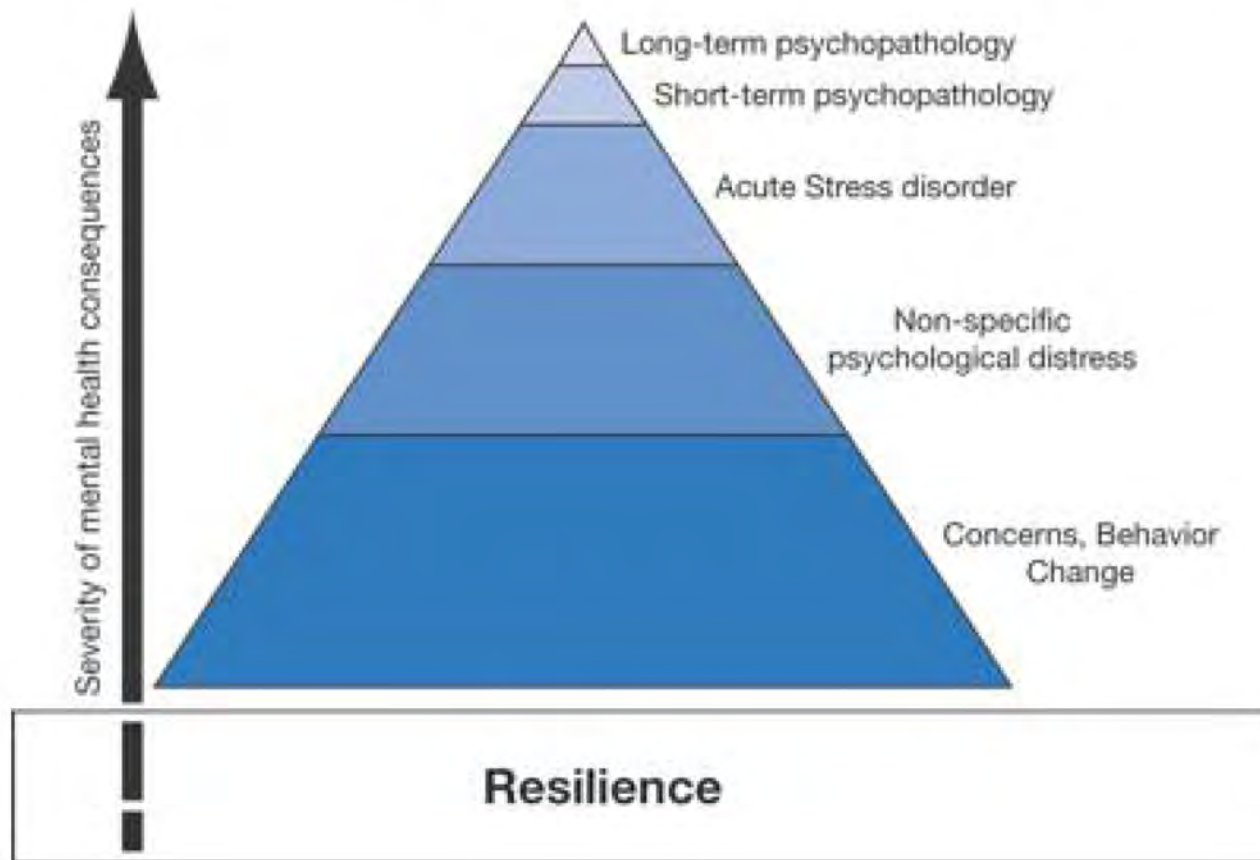 Long-term psychopathology
Short-term psychopathology
Acute Stress disorder
Non-specific
psychological distress
Concerns, Behavior
Change
Severity of mental health consequences
Resilience